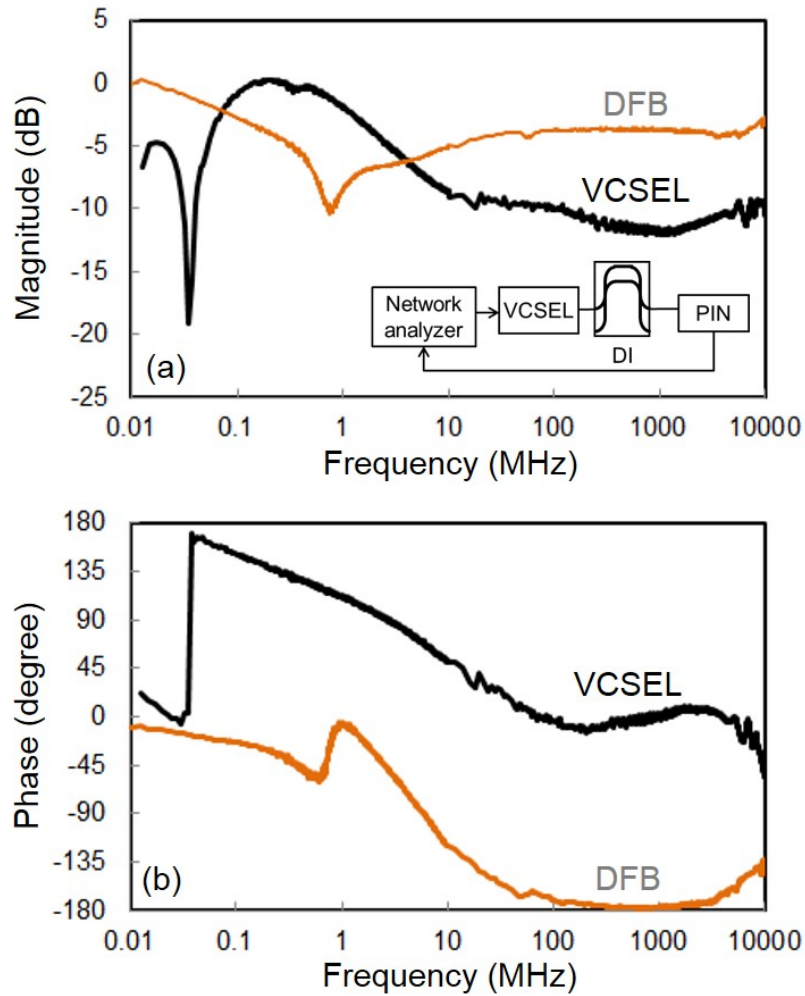 5
0
-5
-10
-15
-20
-25
Magnitude (dB)
DFB
VCSEL
Network
analyzer
VCSEL
DI
PIN
(a)
0.01 0.1 1 10 100 1000 10000
Frequency (MHz)
180
135
90
45
0
-45
-90
-135
-180
Phase (degree)
VCSEL
DFB
(b)
0.01 0.1 1 10 100 1000 10000
Frequency (MHz)